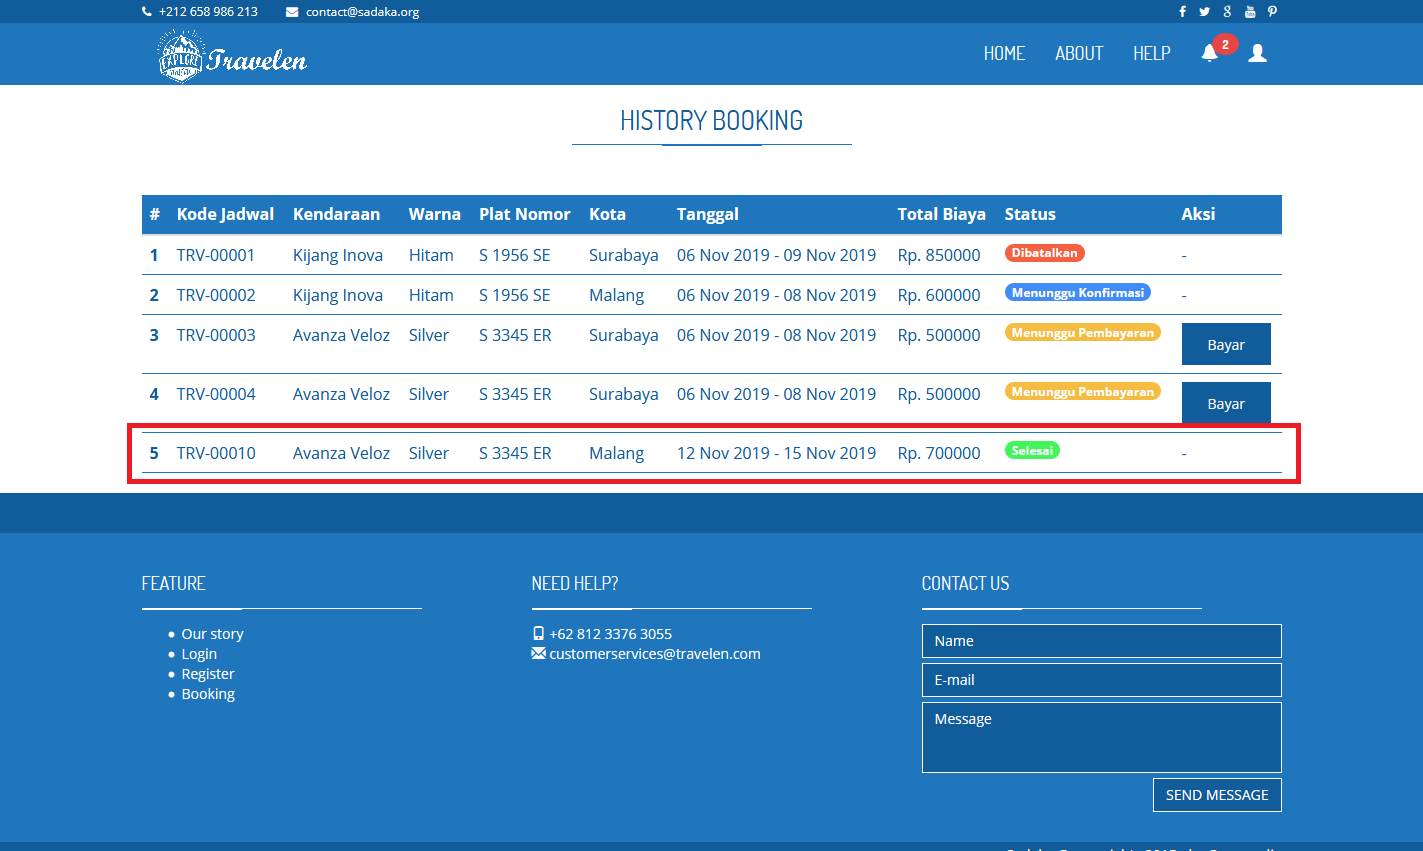 +212 658 986 213 contact@sadaka.org
EXPLORE Travelen HOME ABOUT HELP 2
HISTORY BOOKING
# Kode Jadwal Kendaraan Warna Plat Nomor Kota Tanggal Total Biaya Status Aksi
1 TRV-00001 Kijang Inova Hitam S 1956 SE Surabaya 06 Nov 2019 - 09 Nov 2019 Rp. 850000 Dibatalkan -
2 TRV-00002 Kijang Inova Hitam S 1956 SE Malang 06 Nov 2019 - 08 Nov 2019 Rp. 600000 Menunggu Konfirmasi -
3 TRV-00003 Avanza Veloz Silver S 3345 ER Surabaya 06 Nov 2019 - 08 Nov 2019 Rp. 500000 Menunggu Pembayaran Bayar
4 TRV-00004 Avanza Veloz Silver S 3345 ER Surabaya 06 Nov 2019 - 08 Nov 2019 Rp. 500000 Menunggu Pembayaran Bayar
5 TRV-00010 Avanza Veloz Silver S 3345 ER Malang 12 Nov 2019 - 15 Nov 2019 Rp. 700000 Selesai -
FEATURE
Our story
Login
Register
Booking
NEED HELP?
+62 812 3376 3055
customerservices@travelen.com
CONTACT US
Name
E-mail
Message
SEND MESSAGE